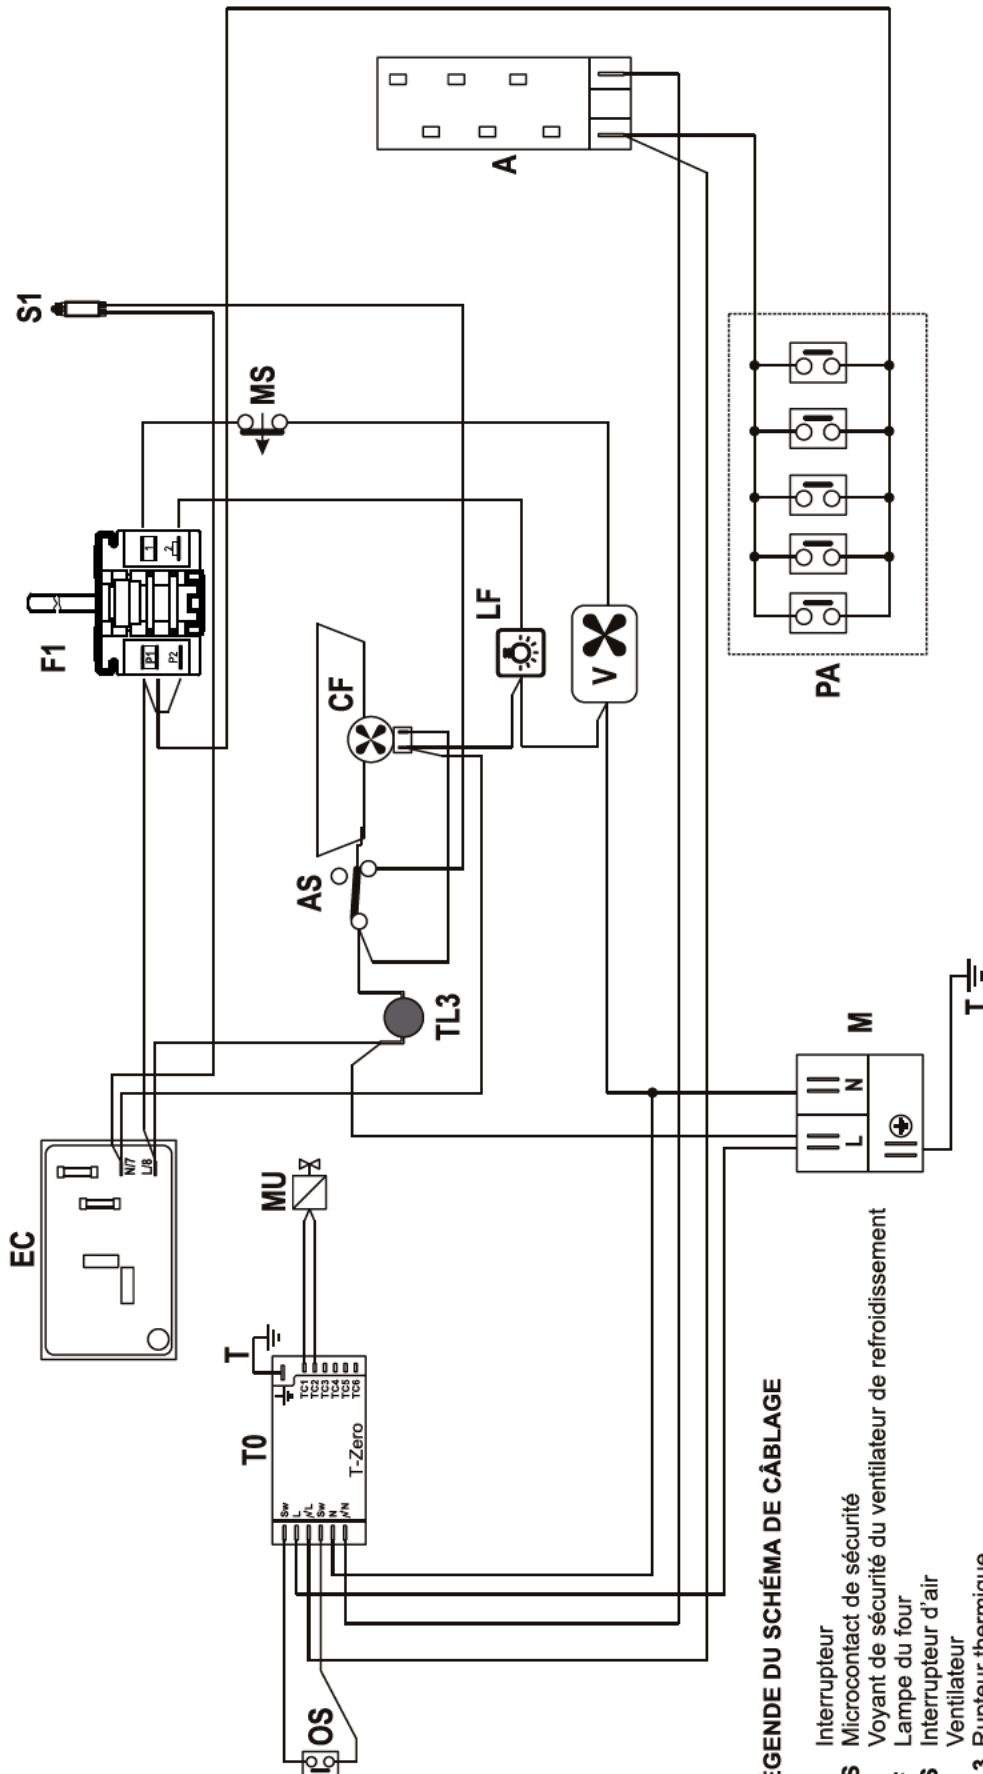 S1
MS
F1
P1
P2
1
2
A
CF
LF
V
AS
TL3
PA
EC
N/7
L/8
MU
T
T0
T-Zero
TC1
TC2
TC3
TC4
TC5
TC6
Sw
L
N
Sw
OS
M
L
N
T
DU SCHÉMA DE CÂBLAGE
Interrupteur
S Microcontact de sécurité
Voyant de sécurité du ventilateur de refroidissement
Lampe du four
S Interrupteur d'air
Ventilateur
3 Rupteur thermique